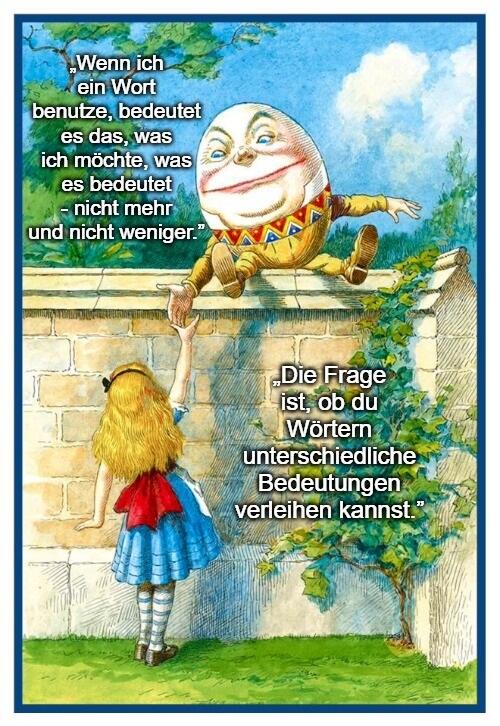 „Wenn ich
ein Wort
benutze, bedeutet
es das, was
ich möchte, was
es bedeutet
- nicht mehr
und nicht weniger.”
„Die Frage
ist, ob du
Wörtern
unterschiedliche
Bedeutungen
verleihen kannst.”